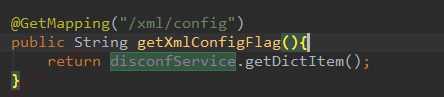 @GetMapping("/xml/config")
public String getXmlConfigFlag(){
    return disconfService.getDictItem();
}